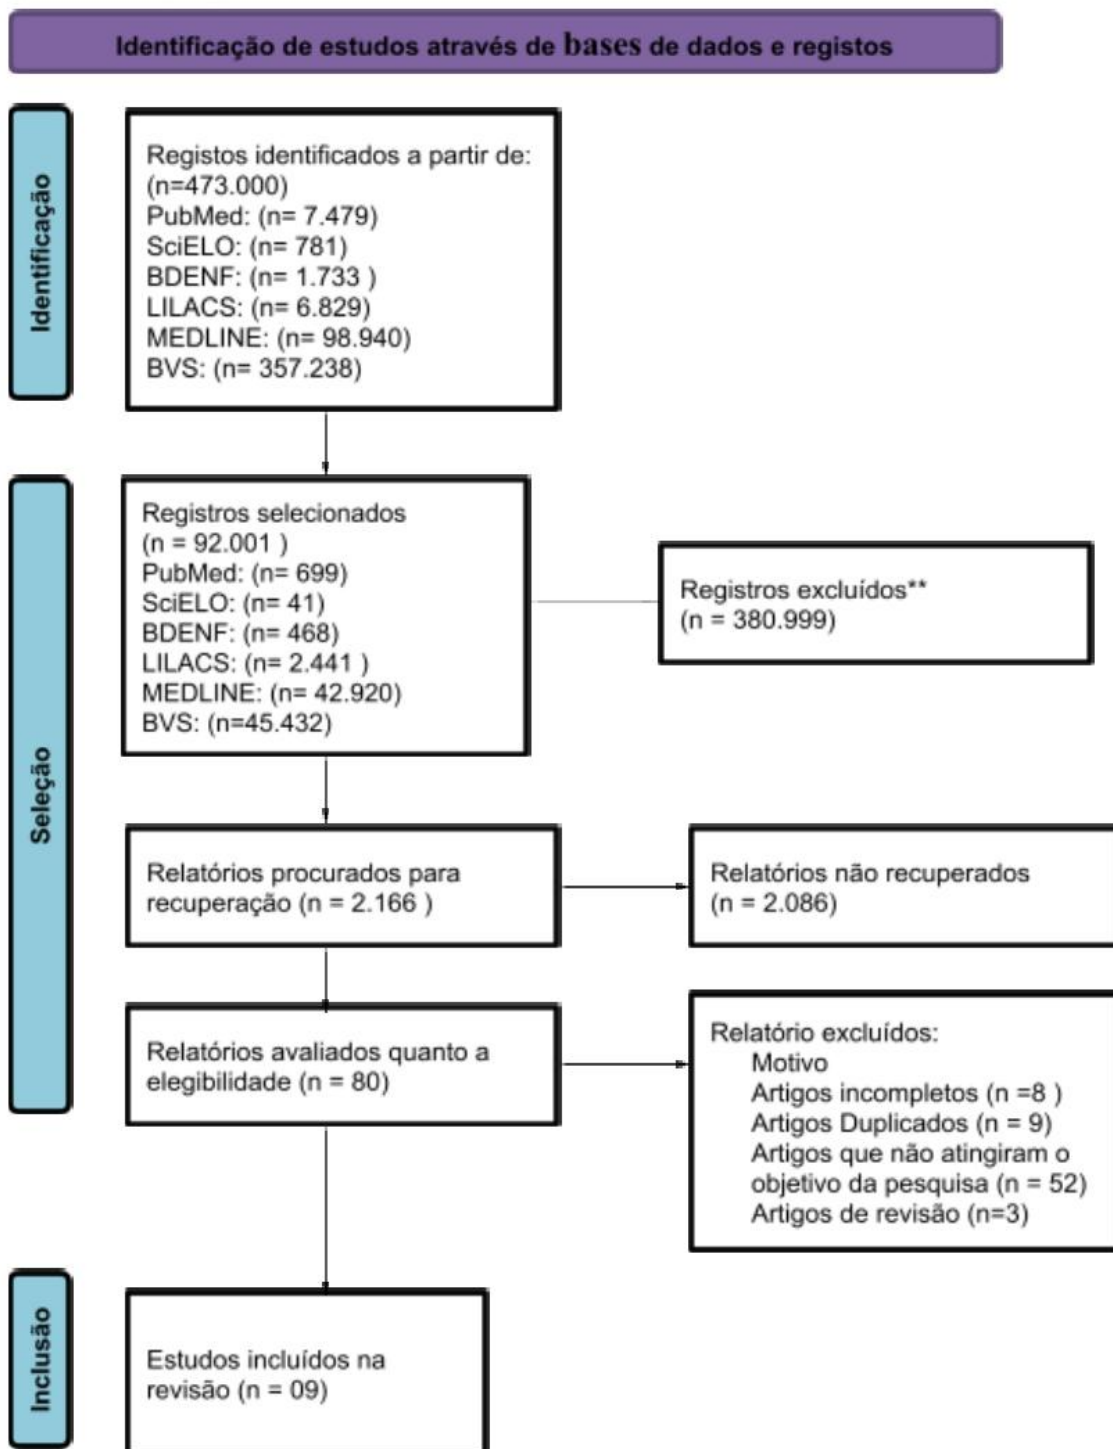 Identificação de estudos através de bases de dados e registos
Identificação
Registos identificados a partir de:
(n=473.000)
PubMed: (n= 7.479)
SciELO: (n= 781)
BDENF: (n= 1.733 )
LILACS: (n= 6.829)
MEDLINE: (n= 98.940)
BVS: (n= 357.238)
Seleção
Registros selecionados
(n = 92.001 )
PubMed: (n= 699)
SciELO: (n= 41)
BDENF: (n= 468)
LILACS: (n= 2.441 )
MEDLINE: (n= 42.920)
BVS: (n=45.432)
Registros excluídos**
(n = 380.999)
Relatórios procurados para
recuperação (n = 2.166 )
Relatórios não recuperados
(n = 2.086)
Relatórios avaliados quanto a
elegibilidade (n = 80)
Relatório excluídos:
Motivo
Artigos incompletos (n =8 )
Artigos Duplicados (n = 9)
Artigos que não atingiram o
objetivo da pesquisa (n = 52)
Artigos de revisão (n=3)
Inclusão
Estudos incluídos na
revisão (n = 09)